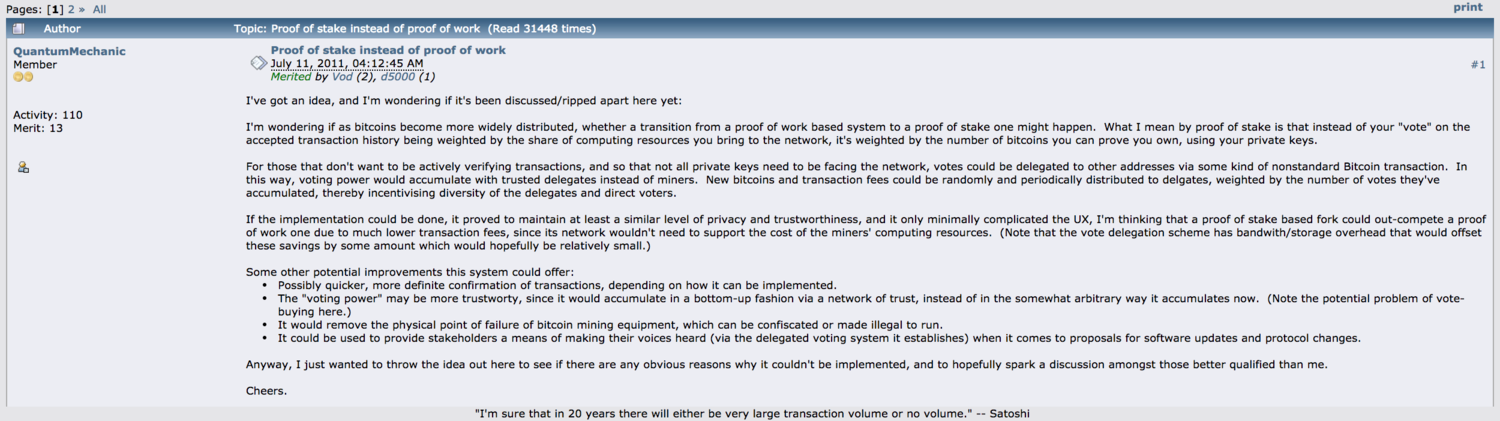 Pages: [1] 2 »  All
print
Author
Topic: Proof of stake instead of proof of work  (Read 31448 times)
QuantumMechanic
Member
Activity: 110
Merit: 13
Proof of stake instead of proof of work
July 11, 2011, 04:12:45 AM
Merited by Vod (2), d5000 (1)
#1
I've got an idea, and I'm wondering if it's been discussed/ripped apart here yet:
I'm wondering if as bitcoins become more widely distributed, whether a transition from a proof of work based system to a proof of stake one might happen.  What I mean by proof of stake is that instead of your "vote" on the
accepted transaction history being weighted by the share of computing resources you bring to the network, it's weighted by the number of bitcoins you can prove you own, using your private keys.
For those that don't want to be actively verifying transactions, and so that not all private keys need to be facing the network, votes could be delegated to other addresses via some kind of nonstandard Bitcoin transaction.  In
this way, voting power would accumulate with trusted delegates instead of miners.  New bitcoins and transaction fees could be randomly and periodically distributed to delgates, weighted by the number of votes they've
accumulated, thereby incentivising diversity of the delegates and direct voters.
If the implementation could be done, it proved to maintain at least a similar level of privacy and trustworthiness, and it only minimally complicated the UX, I'm thinking that a proof of stake based fork could out-compete a proof
of work one due to much lower transaction fees, since its network wouldn't need to support the cost of the miners' computing resources.  (Note that the vote delegation scheme has bandwith/storage overhead that would offset
these savings by some amount which would hopefully be relatively small.)
Some other potential improvements this system could offer:
• Possibly quicker, more definite confirmation of transactions, depending on how it can be implemented.
• The "voting power" may be more trustworty, since it would accumulate in a bottom-up fashion via a network of trust, instead of in the somewhat arbitrary way it accumulates now.  (Note the potential problem of vote-
buying here.)
• It would remove the physical point of failure of bitcoin mining equipment, which can be confiscated or made illegal to run.
• It could be used to provide stakeholders a means of making their voices heard (via the delegated voting system it establishes) when it comes to proposals for software updates and protocol changes.
Anyway, I just wanted to throw the idea out here to see if there are any obvious reasons why it couldn't be implemented, and to hopefully spark a discussion amongst those better qualified than me.
Cheers.
"I'm sure that in 20 years there will either be very large transaction volume or no volume." -- Satoshi